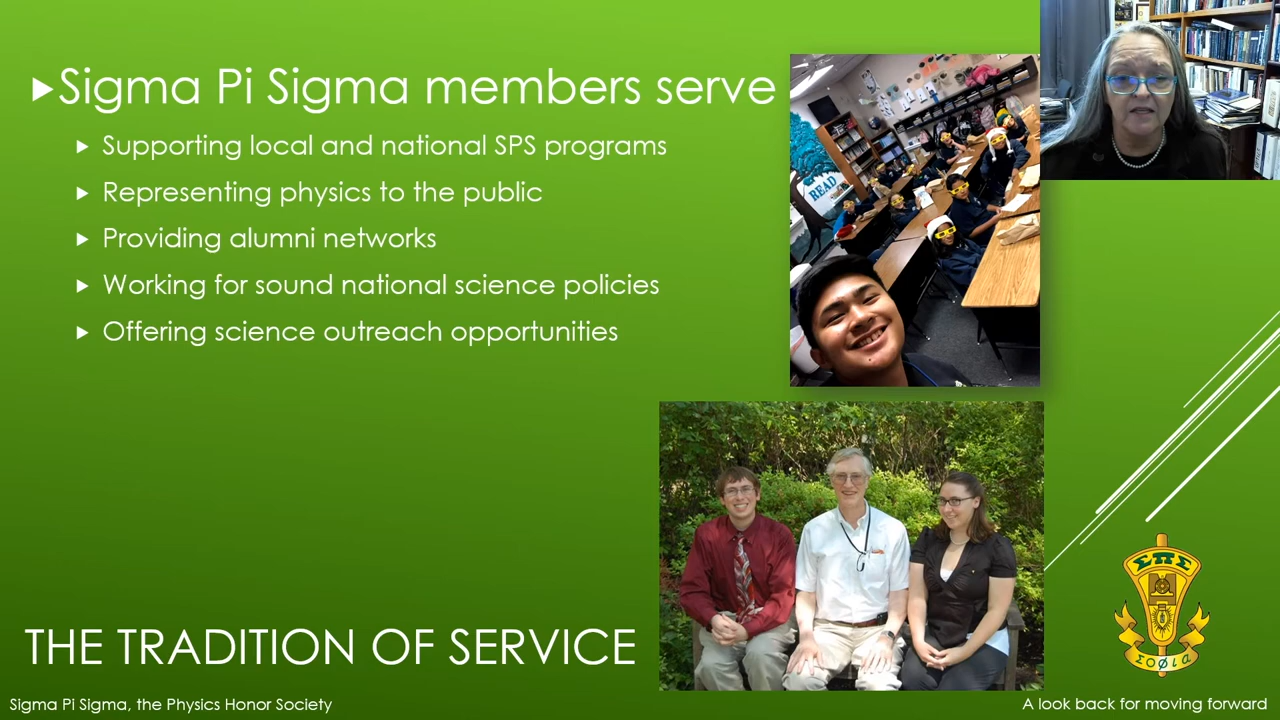 Sigma Pi Sigma members serve
Supporting local and national SPS programs
Representing physics to the public
Providing alumni networks
Working for sound national science policies
Offering science outreach opportunities
READ
THE TRADITION OF SERVICE
ΣΠΣ
ΣΟΦΙΑ
Sigma Pi Sigma, the Physics Honor Society
A look back for moving forward